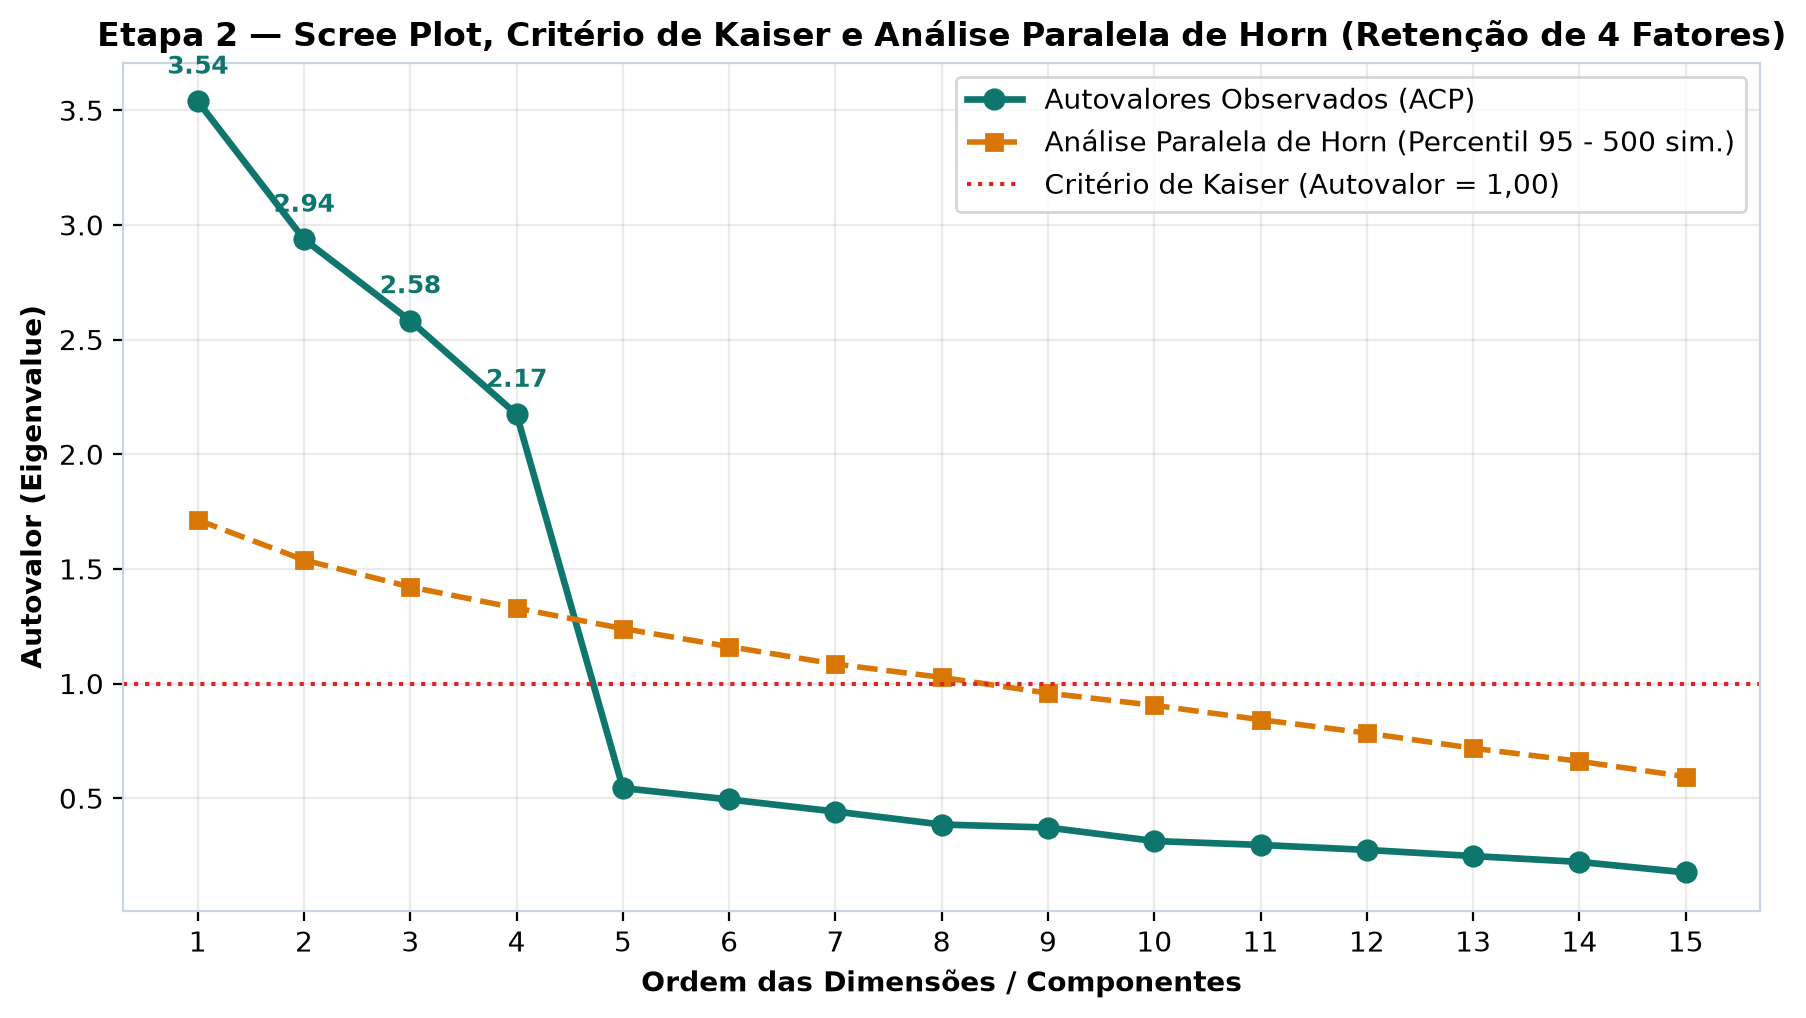 Etapa 2 — Scree Plot, Critério de Kaiser e Análise Paralela de Horn (Retenção de 4 Fatores)
Autovalores Observados (ACP)
Análise Paralela de Horn (Percentil 95 - 500 sim.)
Critério de Kaiser (Autovalor = 1,00)
3.54
2.94
2.58
2.17
Autovalor (Eigenvalue)
3.5
3.0
2.5
2.0
1.5
1.0
0.5
1 2 3 4 5 6 7 8 9 10 11 12 13 14 15
Ordem das Dimensões / Componentes